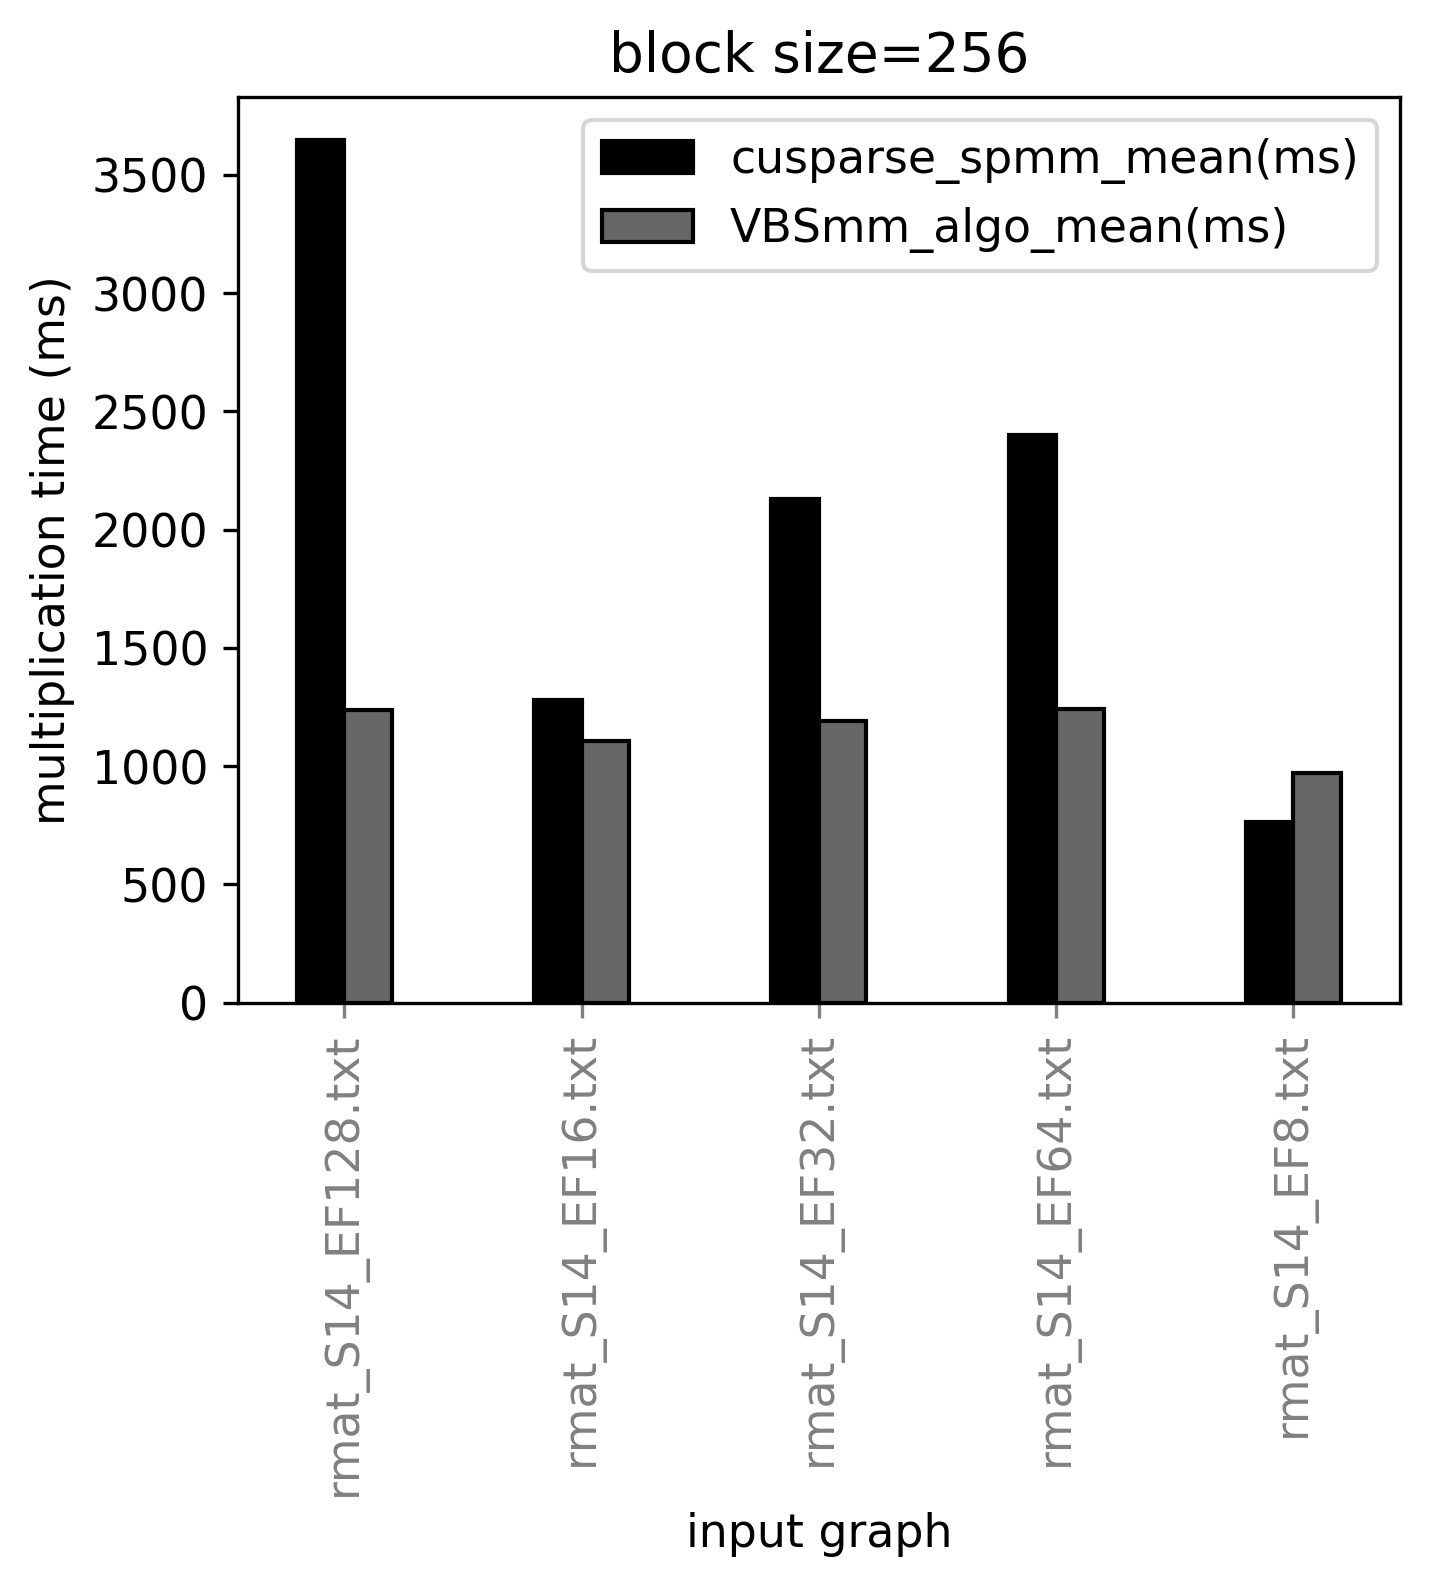 block size=256
cusparse_spmm_mean(ms)
VBSmm_algo_mean(ms)
multiplication time (ms)
3500
3000
2500
2000
1500
1000
500
0
rmat_S14_EF128.txt
rmat_S14_EF16.txt
rmat_S14_EF32.txt
rmat_S14_EF64.txt
rmat_S14_EF8.txt
input graph